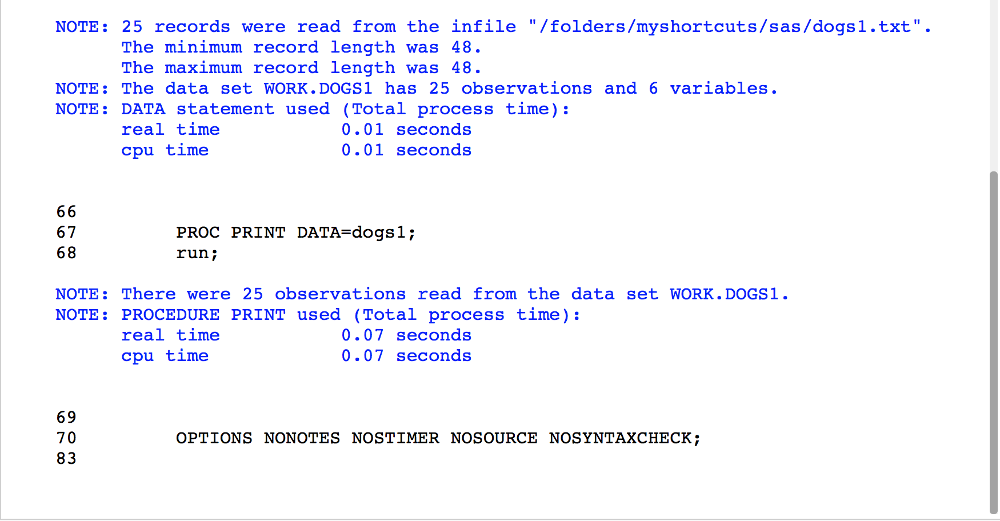 NOTE: 25 records were read from the infile "/folders/myshortcuts/sas/dogs1.txt".
The minimum record length was 48.
The maximum record length was 48.
NOTE: The data set WORK.DOGS1 has 25 observations and 6 variables.
NOTE: DATA statement used (Total process time):
real time 0.01 seconds
cpu time 0.01 seconds
66
67 PROC PRINT DATA=dogs1;
68 run;
NOTE: There were 25 observations read from the data set WORK.DOGS1.
NOTE: PROCEDURE PRINT used (Total process time):
real time 0.07 seconds
cpu time 0.07 seconds
69
70 OPTIONS NONOTES NOSTIMER NOSOURCE NOSYNTAXCHECK;
83